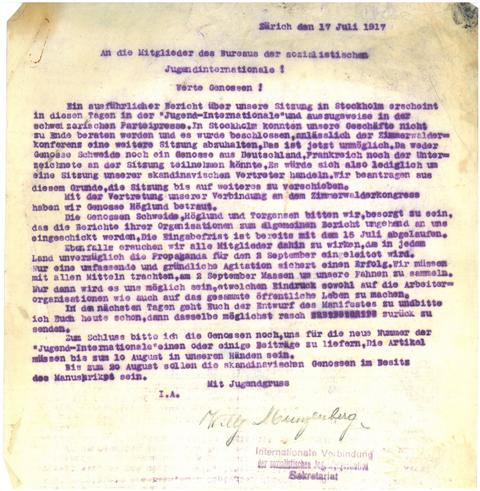 Zürich den 17 Juli 1917
An die Mitglieder des Bureaus der sozialistischen
Jugendinternationale !
Werte Genossen !
Ein ausführlicher Bericht über unsere Sitzung in Stockholm erscheint
in diesen Tagen in der "Jugend-Internationale"und auszugsweise in der
schweizarischen Parteipresse.In Stockholm konnten unsere Geschäfte nicht
zu Ende beraten werden und es wurde beschlossen,anlässlich der Zimmerwalder-
konferenz eine weitere Sitzung abzuhalten.Das ist jetzt unmöglich.Da weder
Genosse Schweide noch ein Genosse aus Deutschland,Frankreich noch der Unter-
zeichnete an der Sitzung teilnehmen könnte.Es würde sich also lediglich um
eine Sitzung unserer skandinavischen Vertreter handeln.Wir beantragen aus
diesem Grunde,die Sitzung bis auf weiteres zu verschieben.
Mit der Vertretung unserer Verbindung an dem Zimmerwalderkongress
haben wir Genosse Höglund betraut.
Die Genossen Schweide,Höglund und Torgensen bitten wir,besorgt zu sein,
das die Berichte ihrer Organisationen zum allgemeinen Bericht umgehend an uns
eingeschickt werden.Die Eingabefrist ist bereits mit dem 15 Juli abgelaufen.
Ebenfalls ersuchen wir alle Mitglieder dahin zu wirken,das in jedem
Land unverzüglich die Propaganda für den 2 September eingeleitet wird.
Nur eine umfassende und gründliche Agitation sichert einen Erfolg.Wir müssen
mit allen Mitteln trachten,am 2 September Massen um unsere Fahnen zu sammeln.
Nur dann wird es uns möglich sein,etwelchen Eindruck sowohl auf die Arbeiter-
organisationen wie auch auf das gesammte öffentliche Leben zu machen.
In den nächsten Tagen geht Euch der Entwurf des Manifestes zu undbitte
ich Euch heute schon,dann dasselbe möglichst rasch zurück zu
senden.
Zum Schluss bitte ich die Genossen noch,uns für die neue Nummer der
"Jugend-Internationale"einen oder einige Beiträge zu liefern.Die Artikel
müssen bis zum 10 August in unseren Händen sein.
Bis zum 20 August sollen die skandinavischen Genossen im Besitz
des Manuskripts sein.
Mit Jugendgruss
I.A.
Willy Münzenberg.
Internationale Verbindung
der sozialistischen
Sekretariat